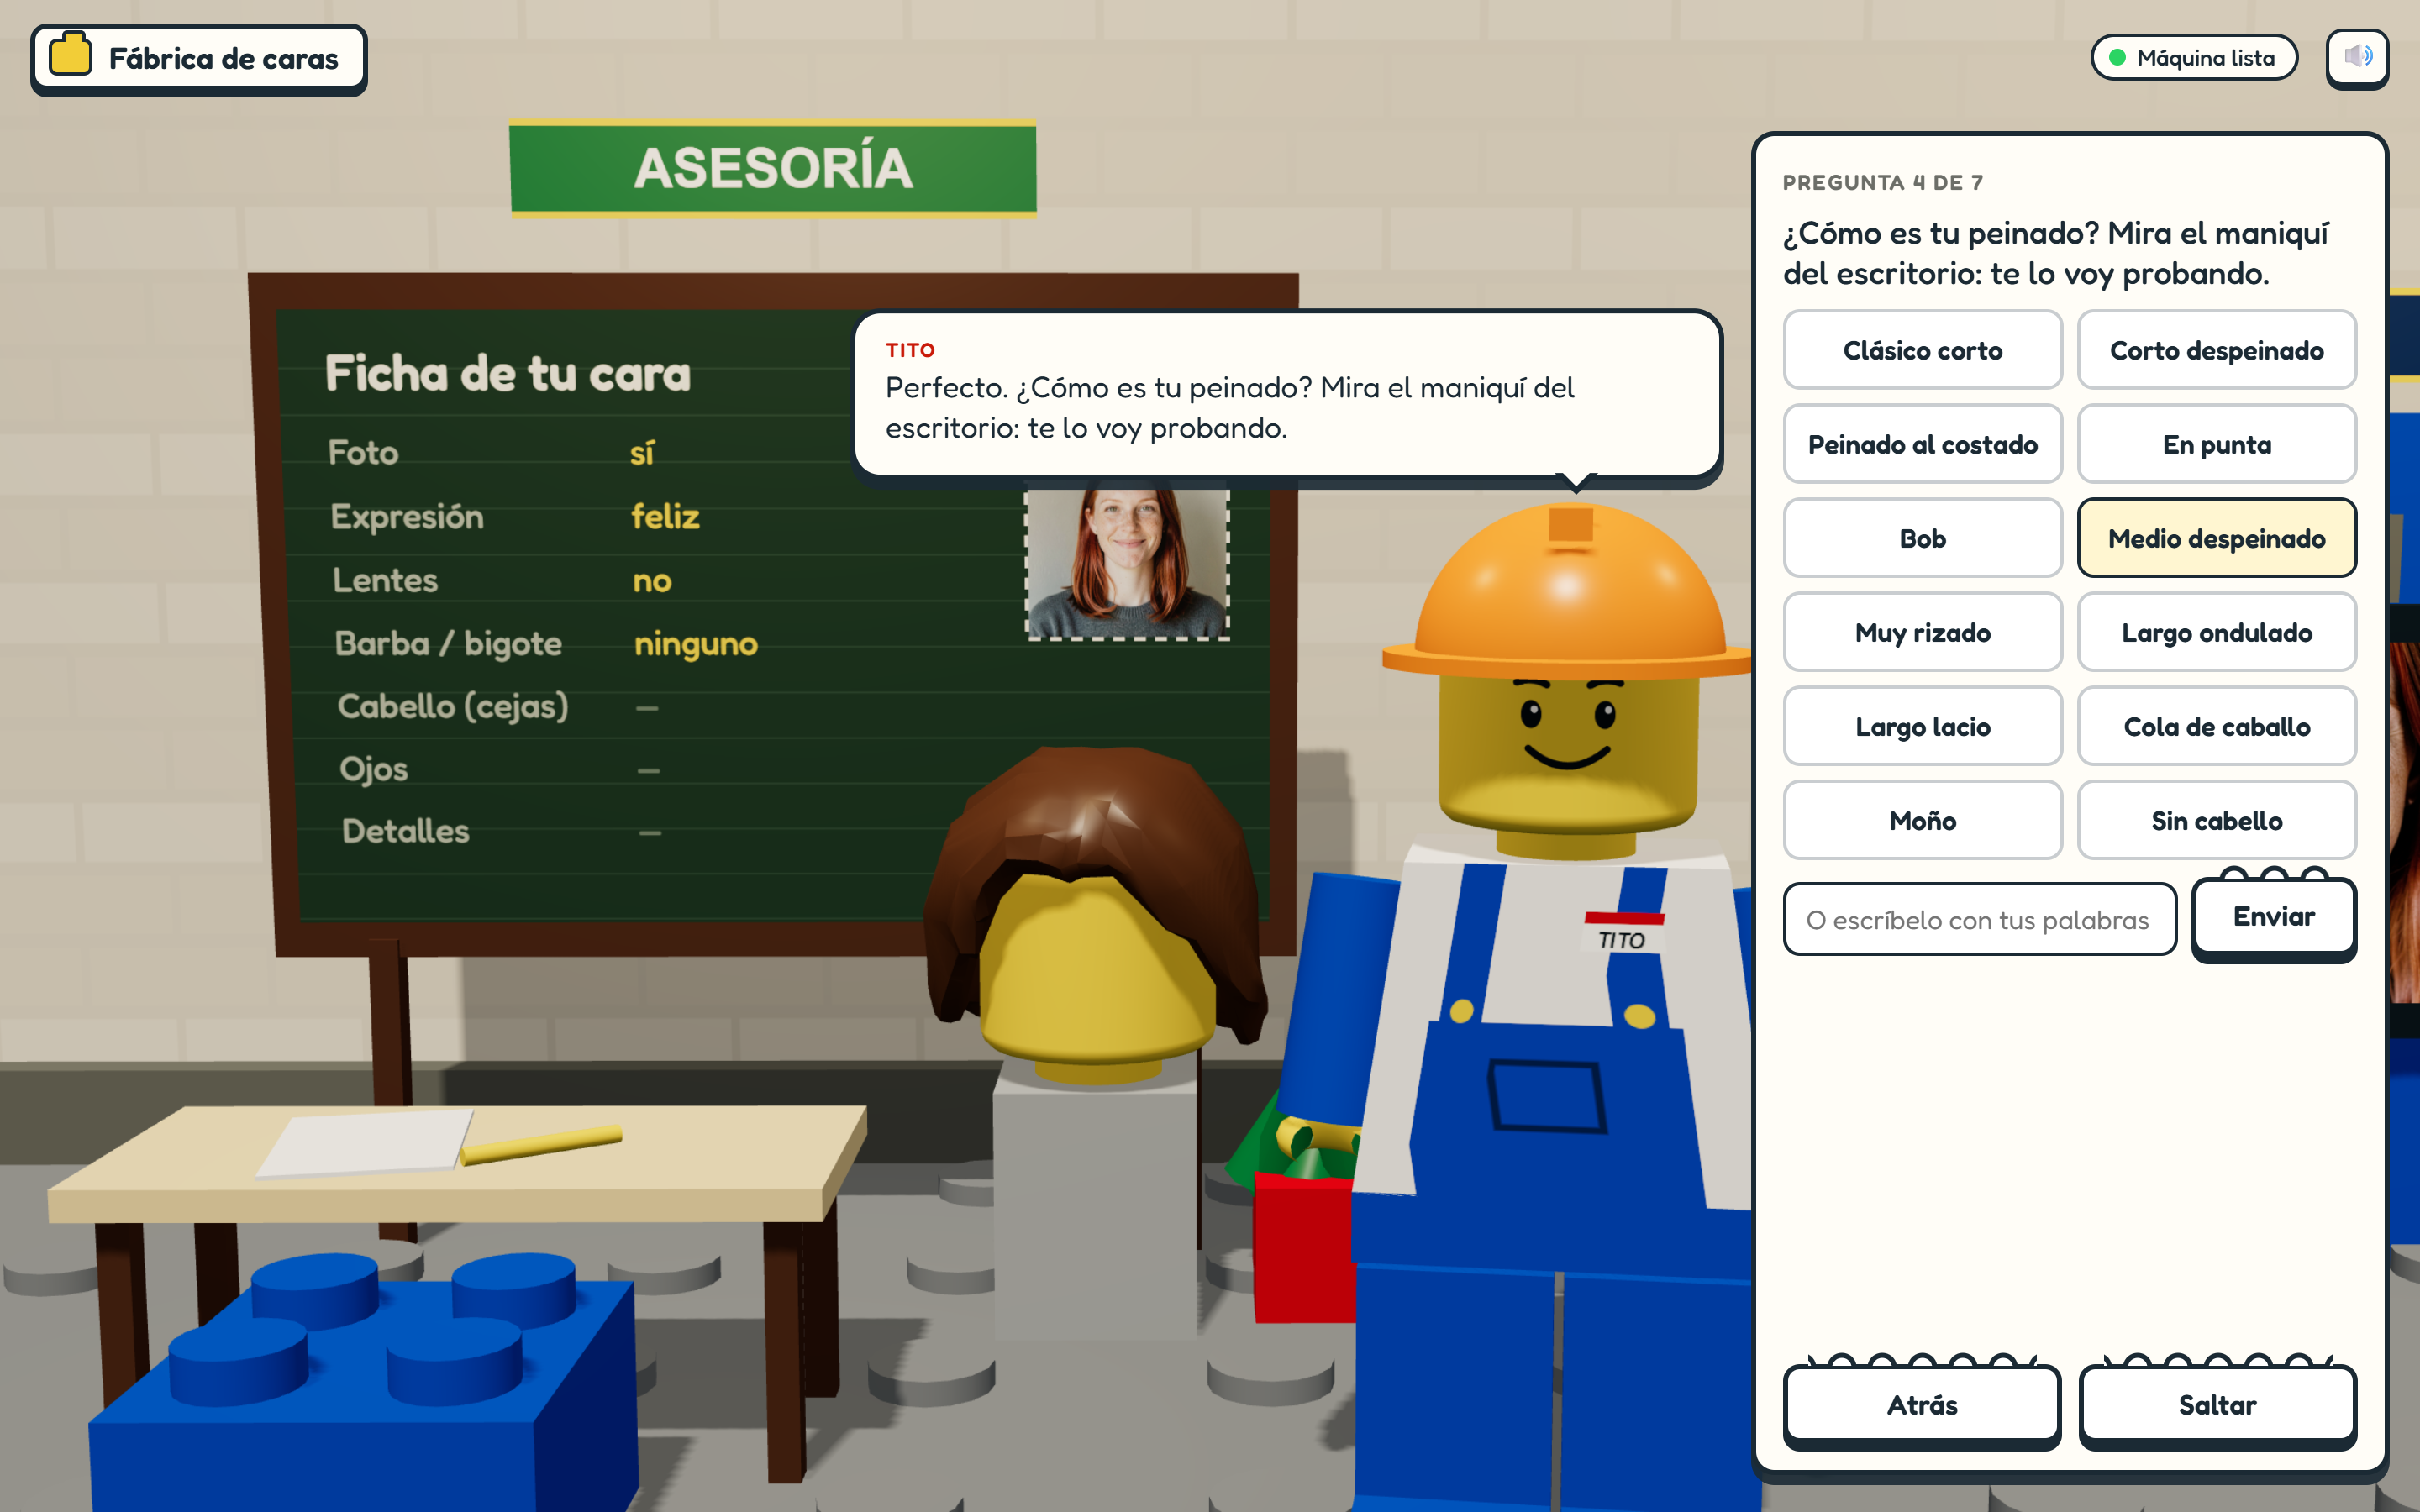 Fábrica de caras
Máquina lista
ASESORÍA
Ficha de tu cara
Foto sí
Expresión feliz
Lentes no
Barba / bigote ninguno
Cabello (cejas) —
Ojos —
Detalles —
TITO
Perfecto. ¿Cómo es tu peinado? Mira el maniquí del
escritorio: te lo voy probando.
TITO
PREGUNTA 4 DE 7
¿Cómo es tu peinado? Mira el maniquí
del escritorio: te lo voy probando.
Clásico corto
Corto despeinado
Peinado al costado
En punta
Bob
Medio despeinado
Muy rizado
Largo ondulado
Largo lacio
Cola de caballo
Moño
Sin cabello
O escríbelo con tus palabras
Enviar
Atrás
Saltar